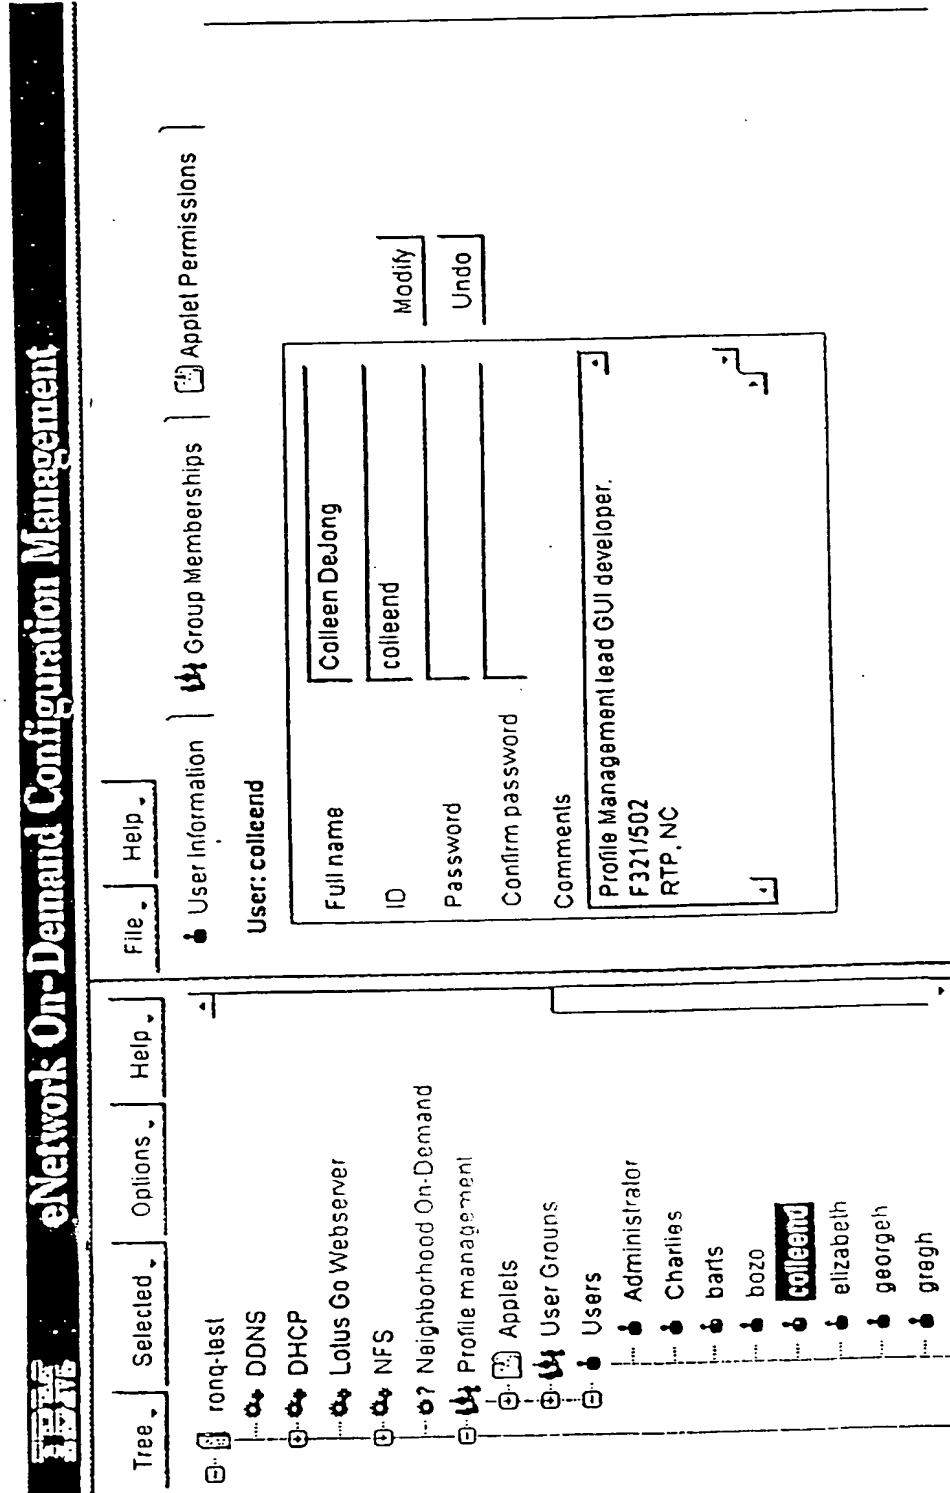 IBM eNetwork On-Demand Configuration Management
Tree Selected Options Help
ronq-test
DDNS
DHCP
Lotus Go Webserver
NFS
Neighborhood On-Demand
Profile management
Applets
User Grouns
Users
Administrator
Charlies
barts
bozo
colleend
elizabeth
georgeh
gregh
File Help
User Information Group Memberships Applet Permissions
User: colleend
Full name Colleen DeJong
ID colleend
Modify
Password
Undo
Confirm password
Comments
Profile Management lead GUI developer.
F321/502
RTP, NC